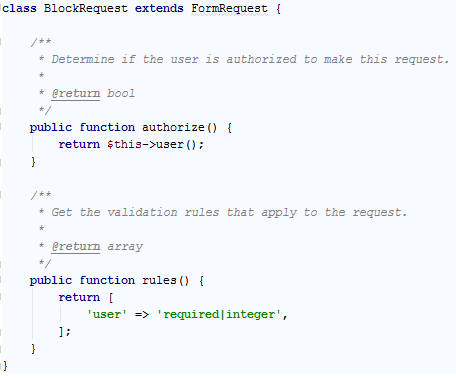 class BlockRequest extends FormRequest {
/**
* Determine if the user is authorized to make this request.
*
* @return bool
*/
public function authorize() {
return $this->user();
}
/**
* Get the validation rules that apply to the request.
*
* @return array
*/
public function rules() {
return [
'user' => 'required|integer',
];
}
}